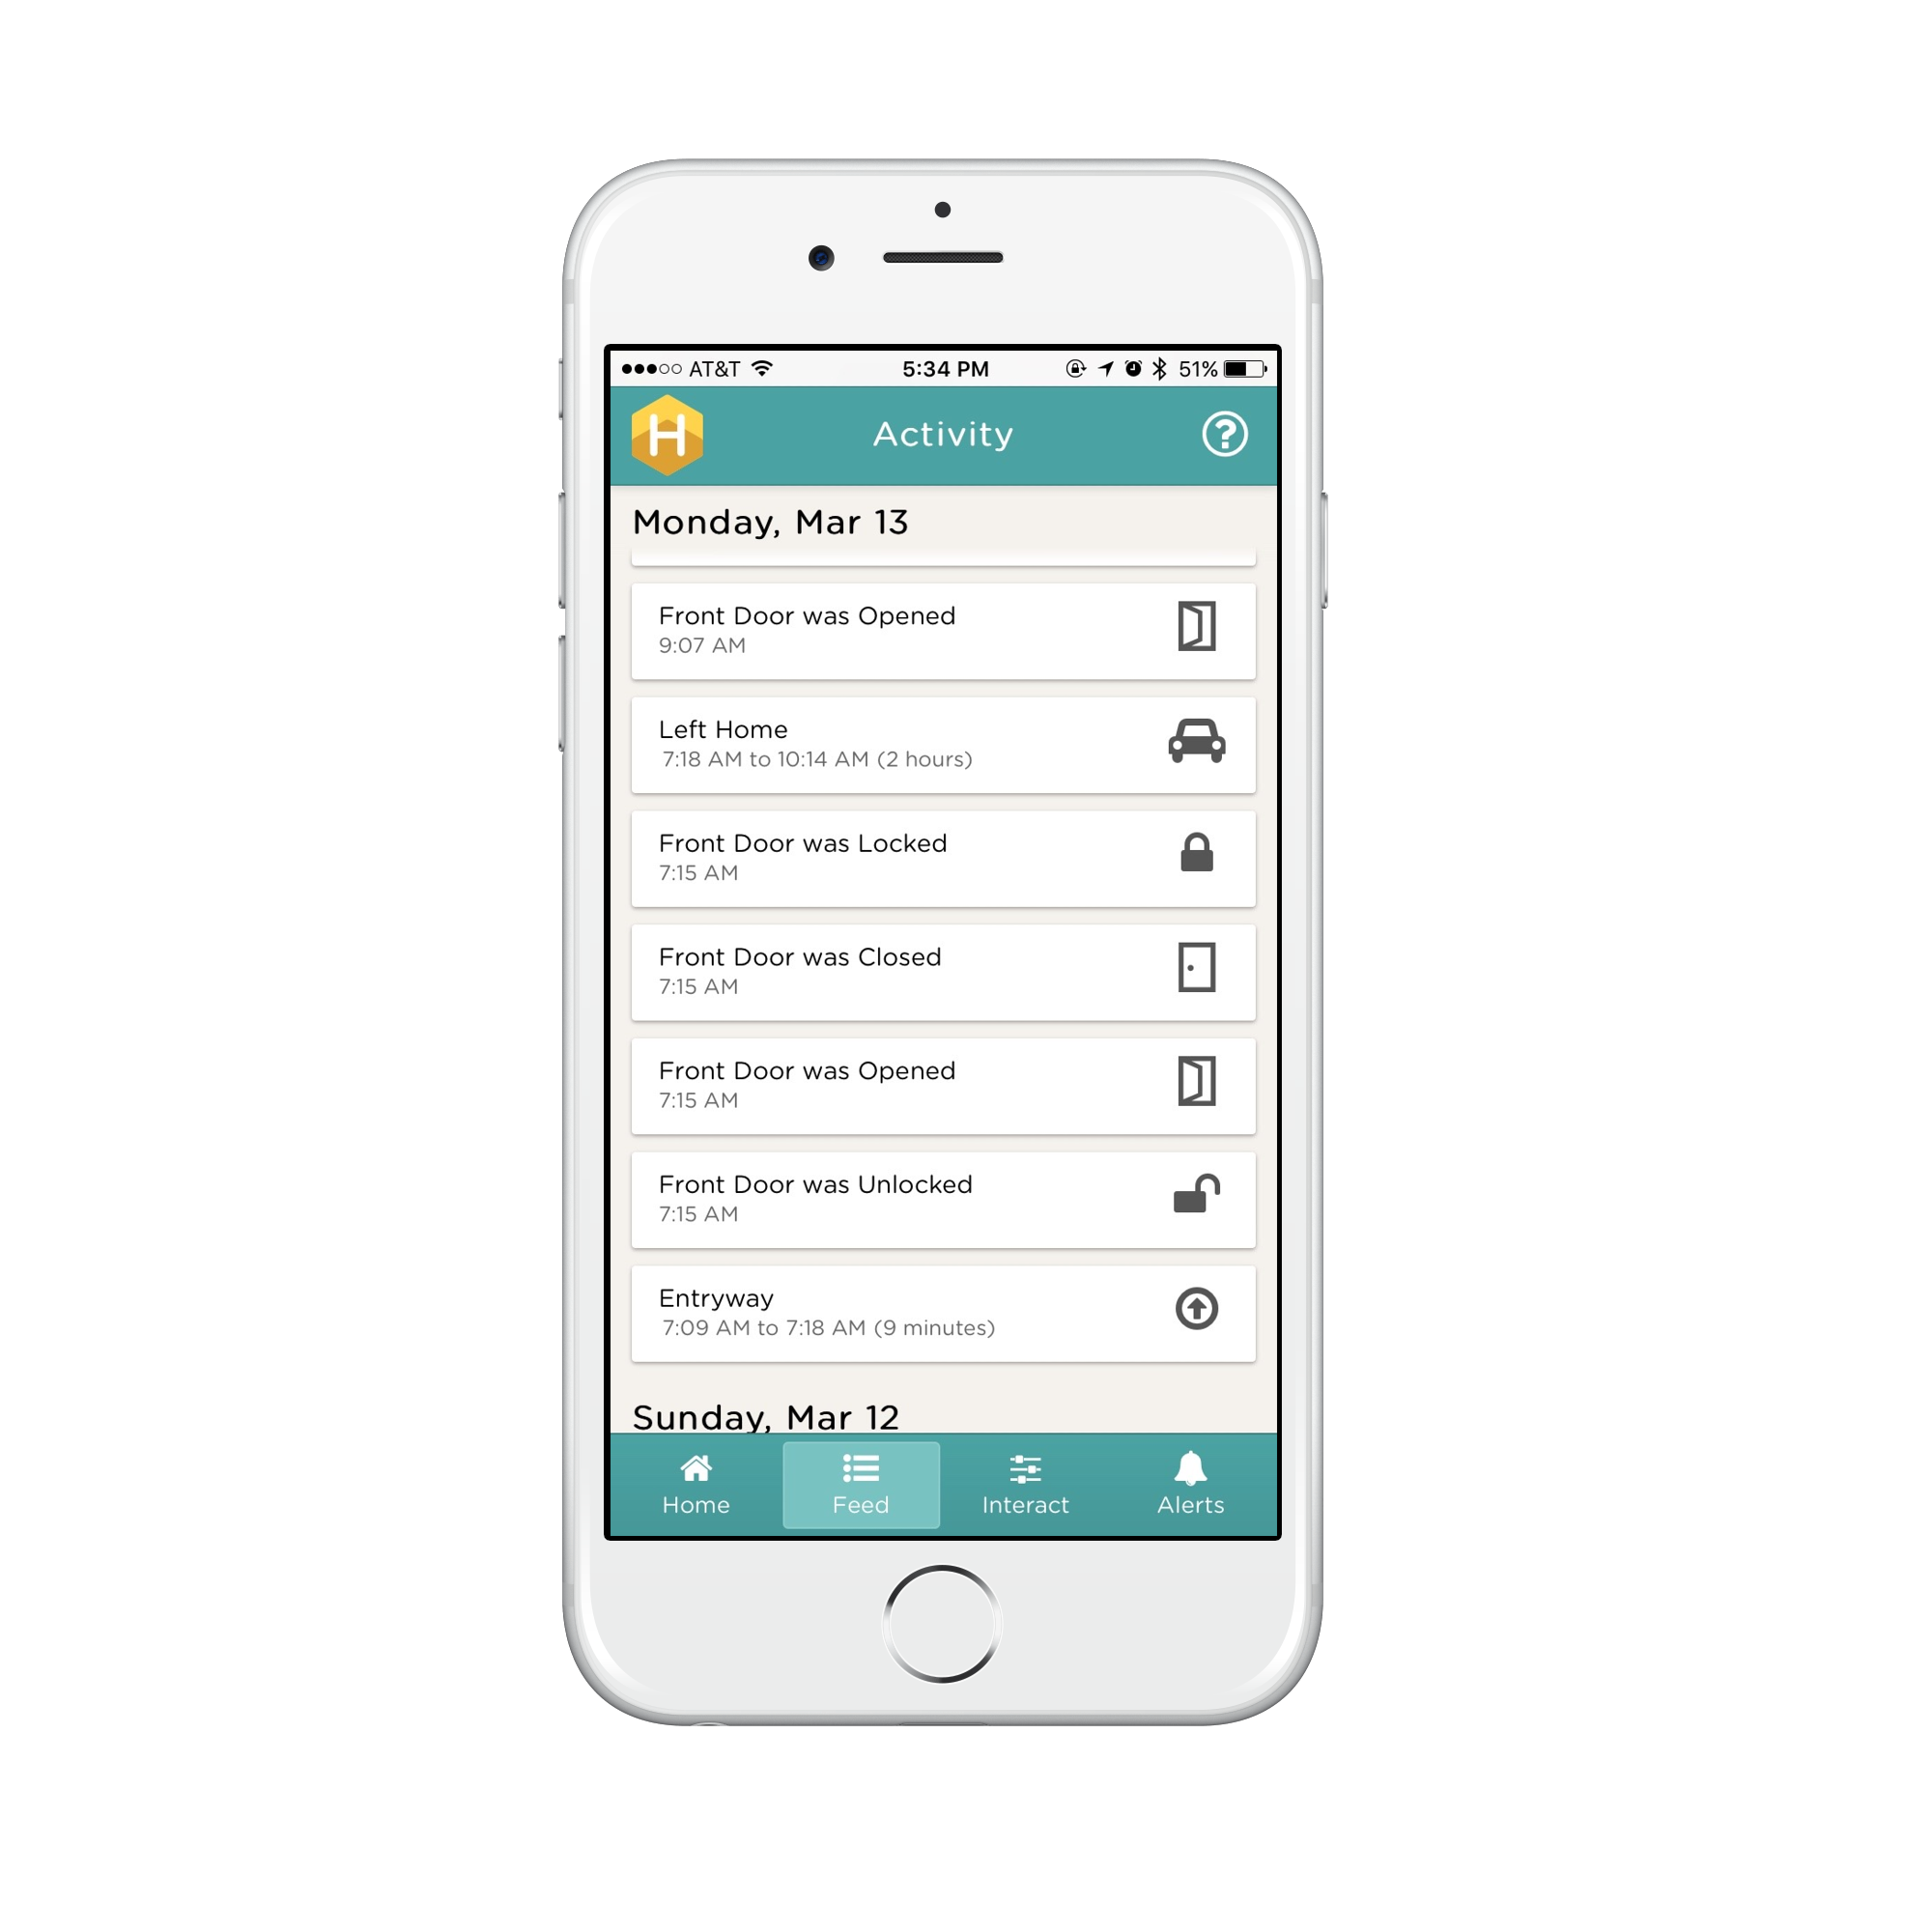 AT&T 5:34 PM 51%
H Activity ?
Monday, Mar 13
Front Door was Opened
9:07 AM
Left Home
7:18 AM to 10:14 AM (2 hours)
Front Door was Locked
7:15 AM
Front Door was Closed
7:15 AM
Front Door was Opened
7:15 AM
Front Door was Unlocked
7:15 AM
Entryway
7:09 AM to 7:18 AM (9 minutes)
Sunday, Mar 12
Home Feed Interact Alerts